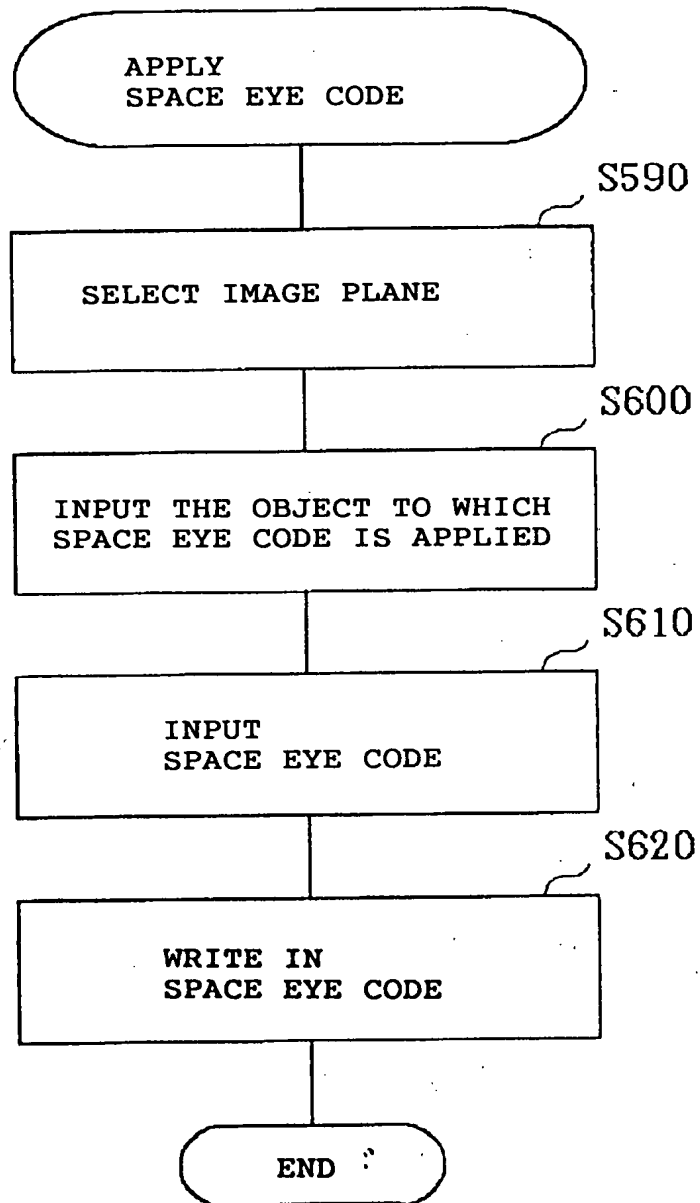 APPLY
SPACE EYE CODE
S590
SELECT IMAGE PLANE
S600
INPUT THE OBJECT TO WHICH
SPACE EYE CODE IS APPLIED
S610
INPUT
SPACE EYE CODE
S620
WRITE IN
SPACE EYE CODE
END